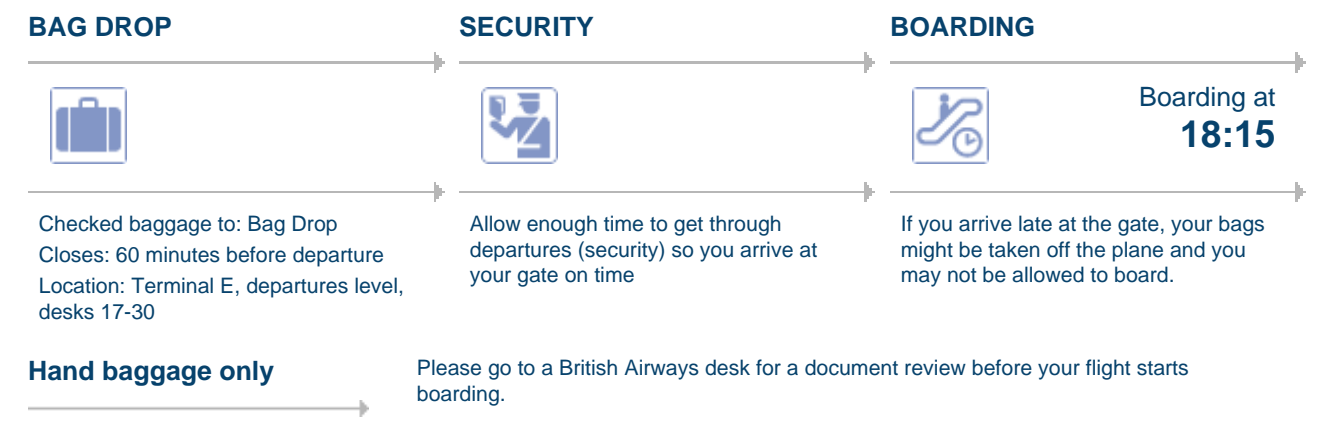 BAG DROP
SECURITY
BOARDING
Boarding at
18:15
Checked baggage to: Bag Drop
Closes: 60 minutes before departure
Location: Terminal E, departures level,
desks 17-30
Allow enough time to get through
departures (security) so you arrive at
your gate on time
If you arrive late at the gate, your bags
might be taken off the plane and you
may not be allowed to board.
Hand baggage only
Please go to a British Airways desk for a document review before your flight starts
boarding.